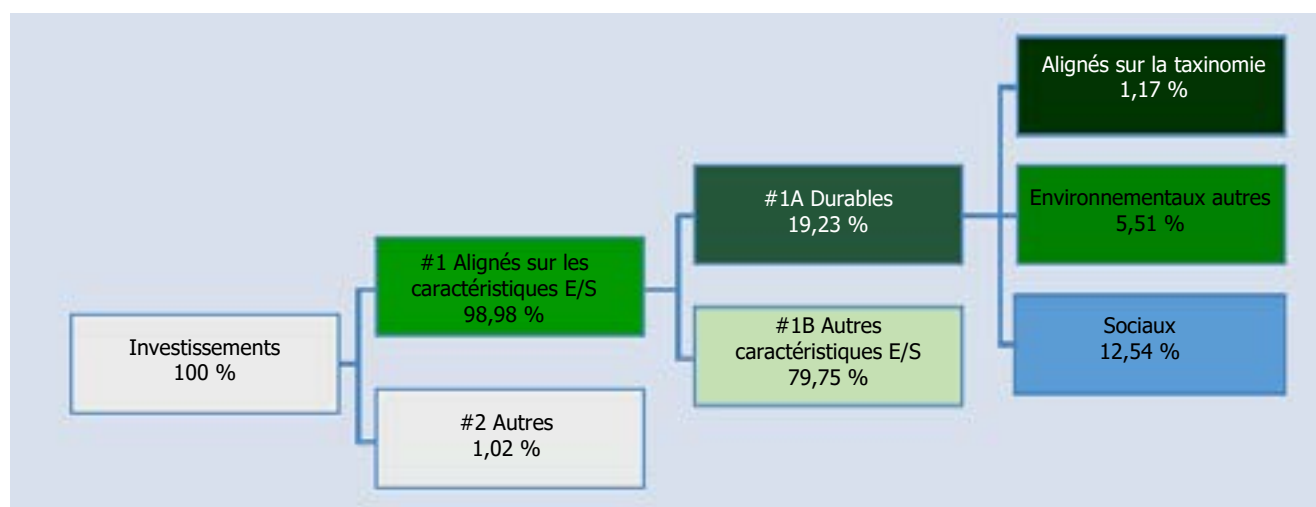 Investissements
100 %
#1 Alignés sur les
caractéristiques E/S
98,98 %
#2 Autres
1,02 %
#1A Durables
19,23 %
#1B Autres
caractéristiques E/S
79,75 %
Alignés sur la taxinomie
1,17 %
Environnementaux autres
5,51 %
Sociaux
12,54 %